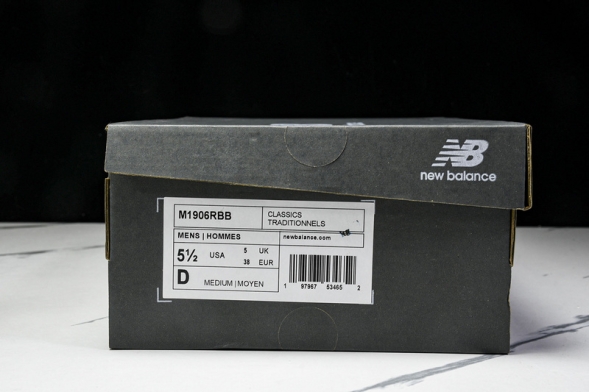 NB
new balance
M1906RBB
CLASSICS
TRADITIONNELS
MENS | HOMMES
newbalance.com
5½ USA 5 UK
38 EUR
D MEDIUM | MOYEN
1 97967 53465 2